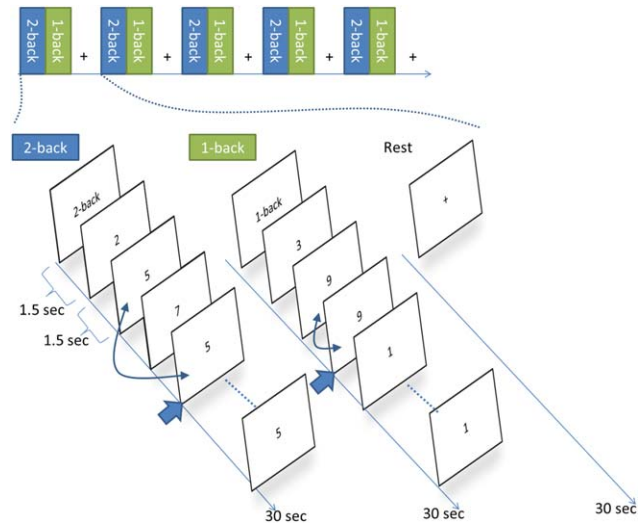 2-back 1-back + 2-back 1-back + 2-back 1-back + 2-back 1-back + 2-back 1-back +
2-back 1-back Rest
2-back
2
5
7
5
5
1.5 sec
1.5 sec
30 sec
1-back
3
9
9
1
1
30 sec
+
30 sec